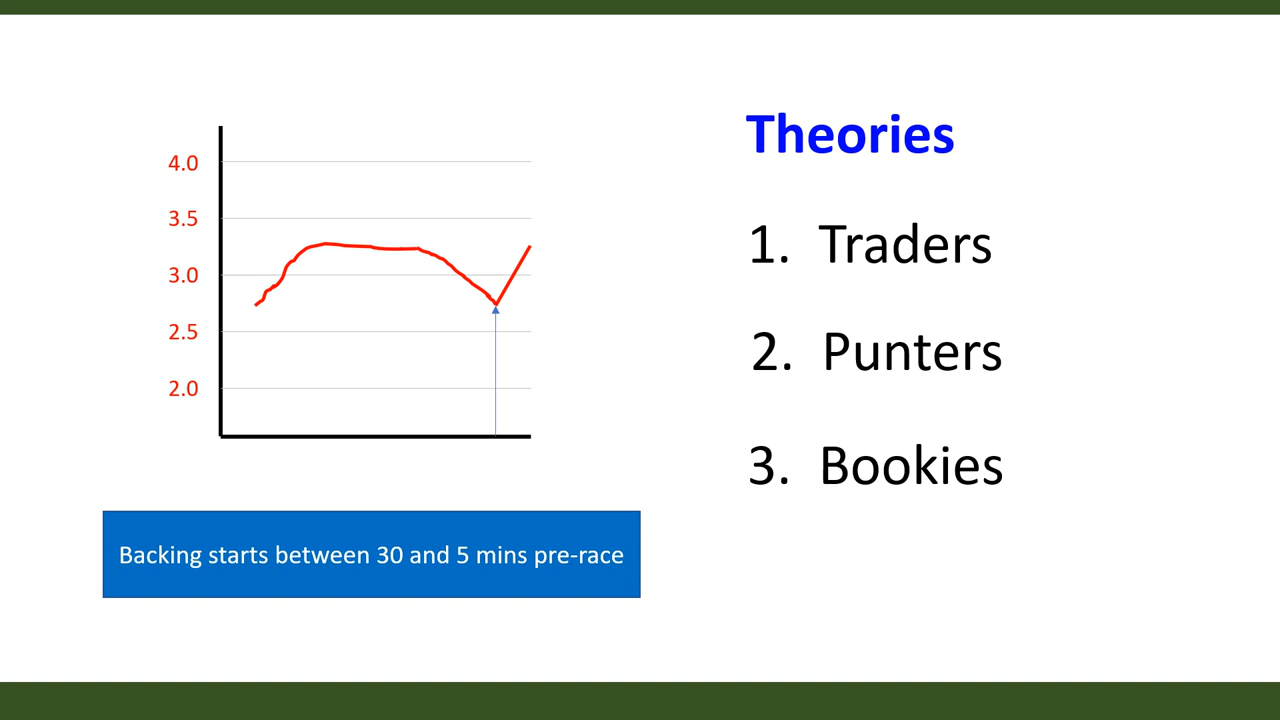 4.0
3.5
3.0
2.5
2.0
Backing starts between 30 and 5 mins pre-race
Theories
1. Traders
2. Punters
3. Bookies